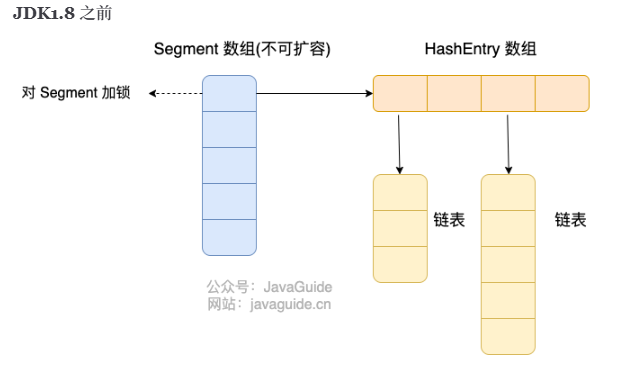 JDK1.8 之前
Segment 数组(不可扩容)
HashEntry 数组
对 Segment 加锁
链表
链表
公众号：JavaGuide
网站：javaguide.cn